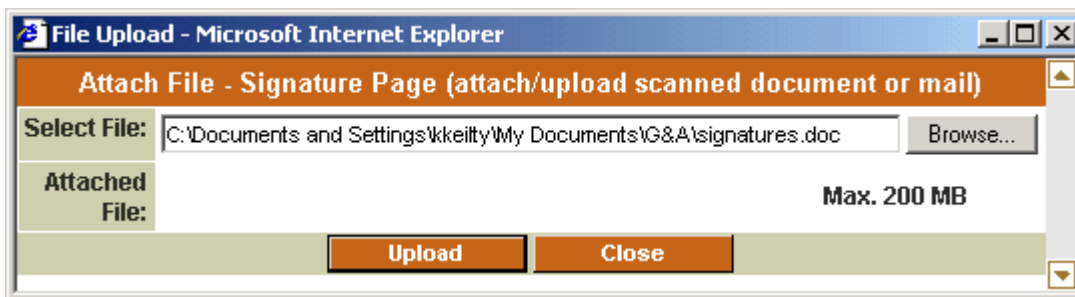 File Upload - Microsoft Internet Explorer
Attach File - Signature Page (attach/upload scanned document or mail)
Select File: C:\Documents and Settings\kkeilty\My Documents\G&A\signatures.doc Browse...
Attached Max. 200 MB
File:
Upload Close